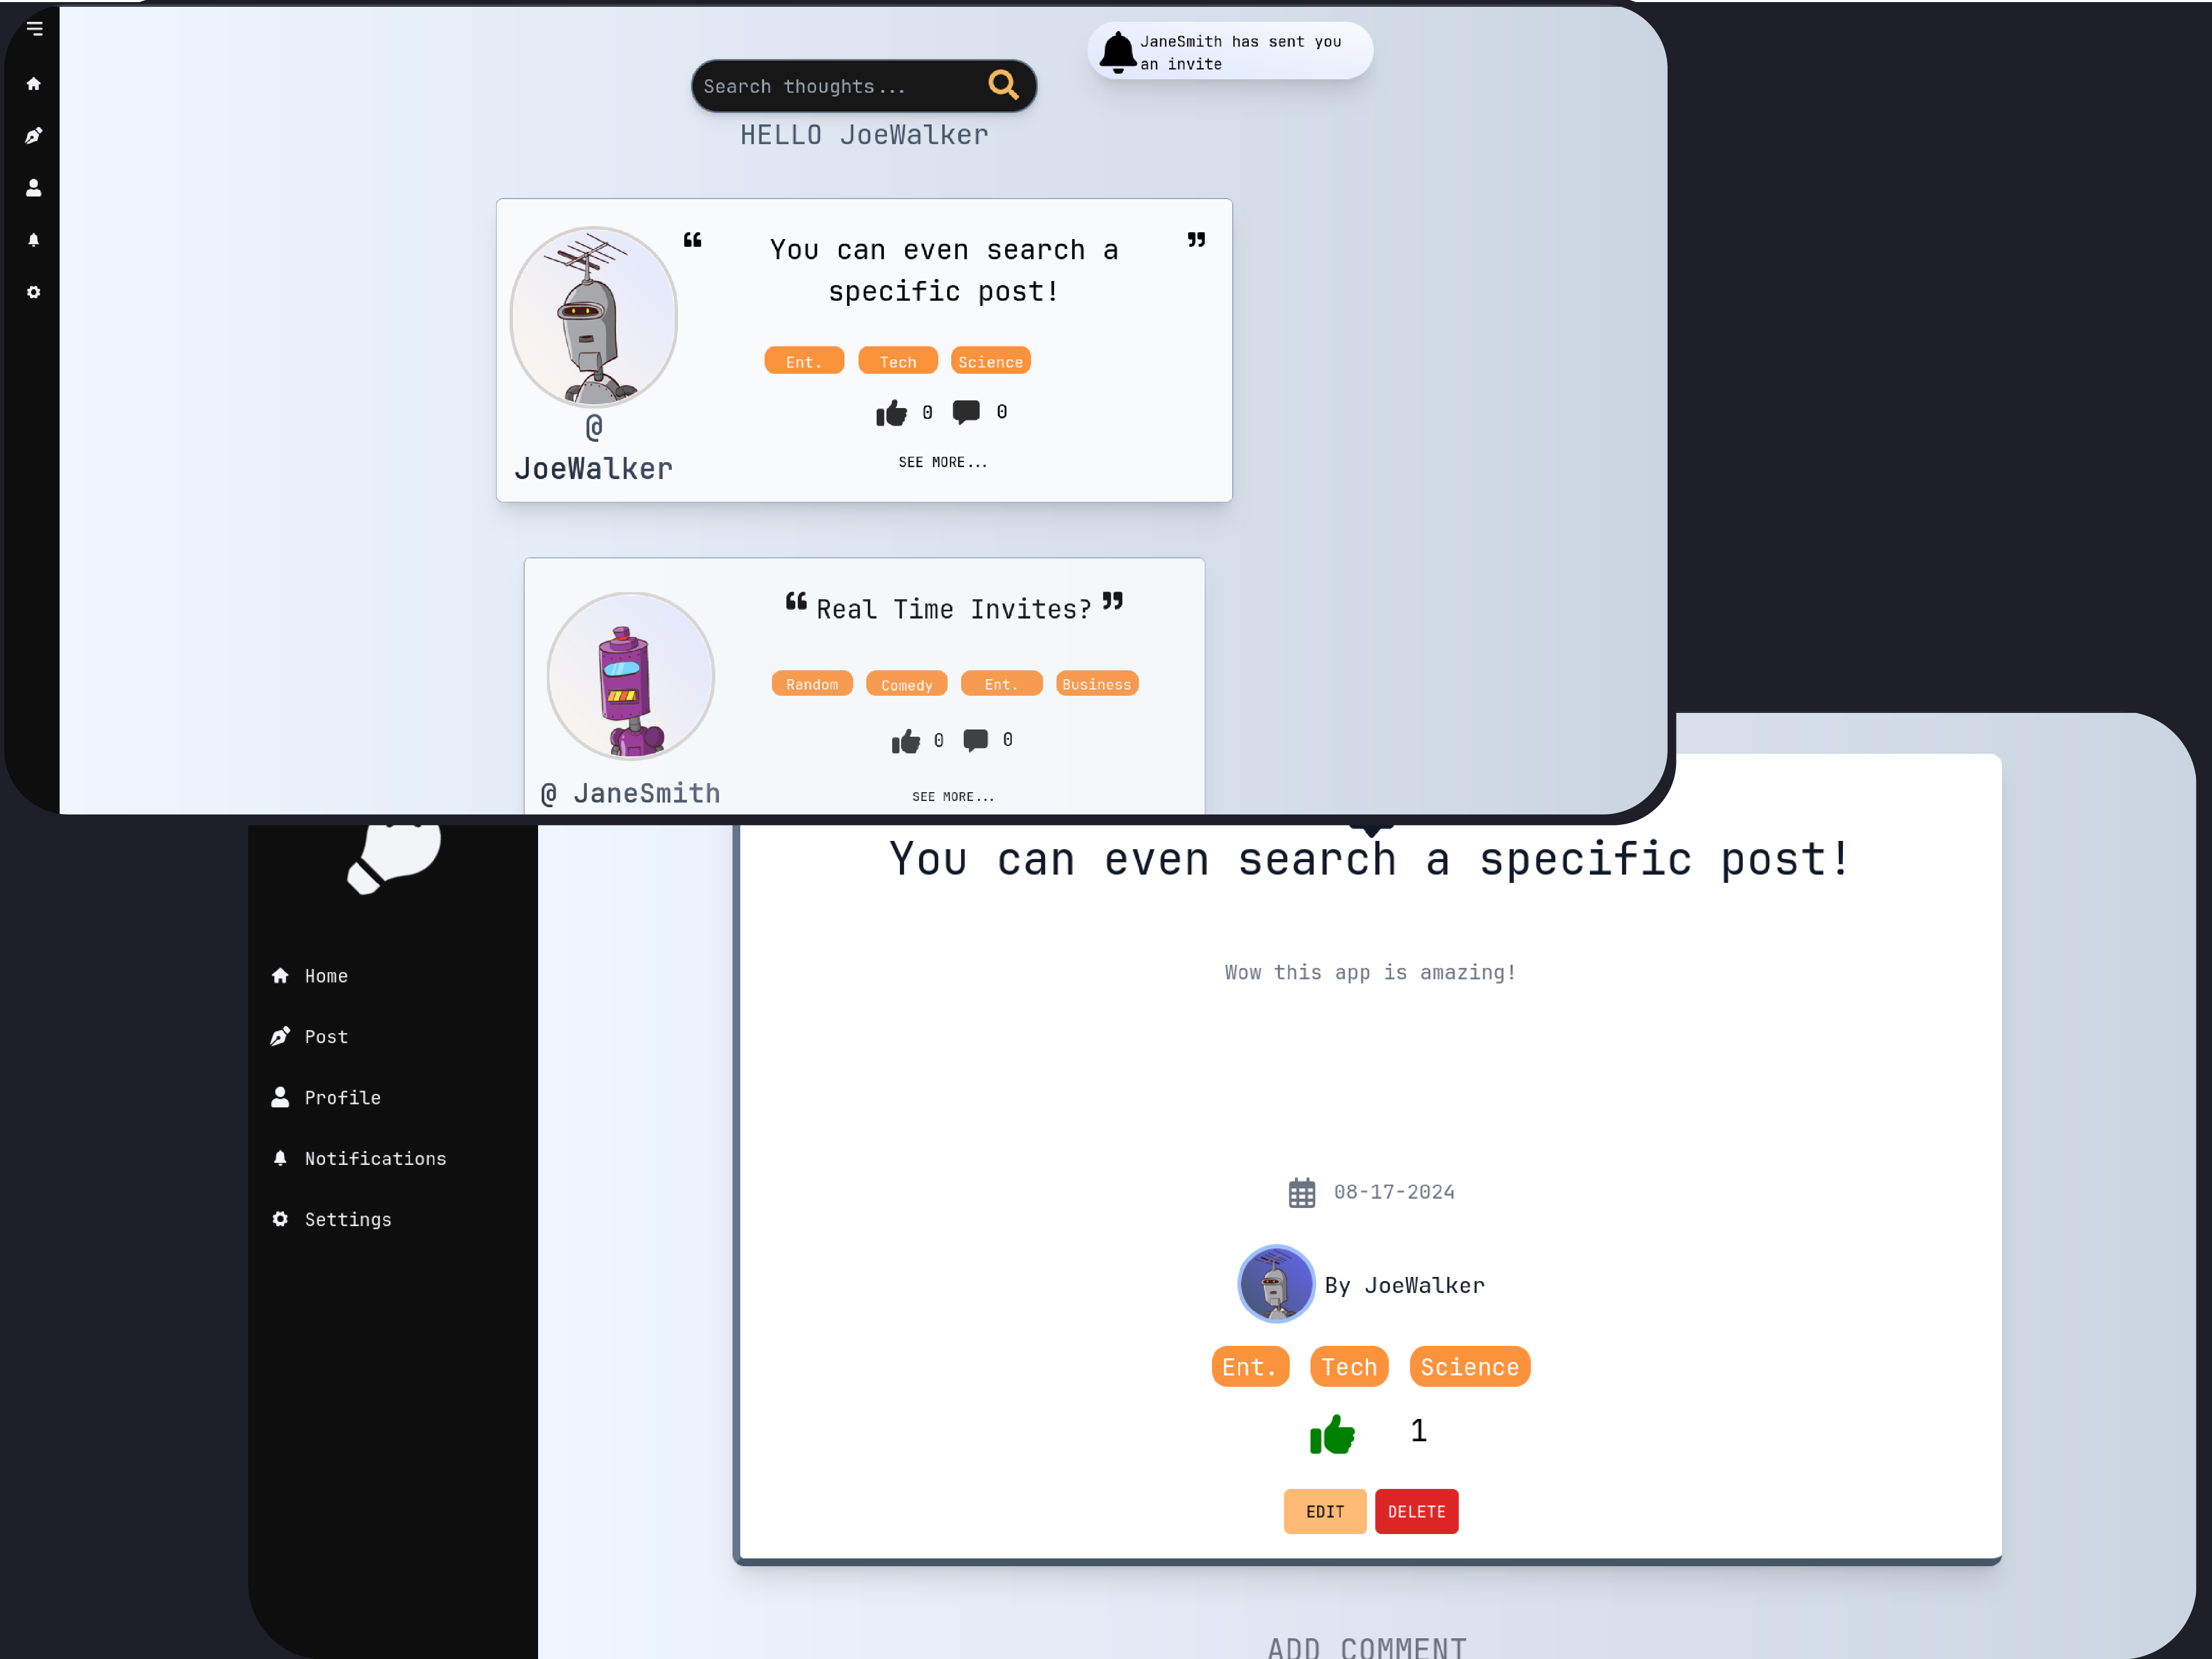 JaneSmith has sent you
an invite
Search thoughts...
HELLO JoeWalker
❝ You can even search a ❞
specific post!
Ent. Tech Science
0 0
@
JoeWalker
SEE MORE...
❝ Real Time Invites? ❞
Random Comedy Ent. Business
0 0
@ JaneSmith
SEE MORE...
You can even search a specific post!
Wow this app is amazing!
Home
Post
Profile
Notifications
Settings
08-17-2024
By JoeWalker
Ent. Tech Science
1
EDIT DELETE
ADD COMMENT